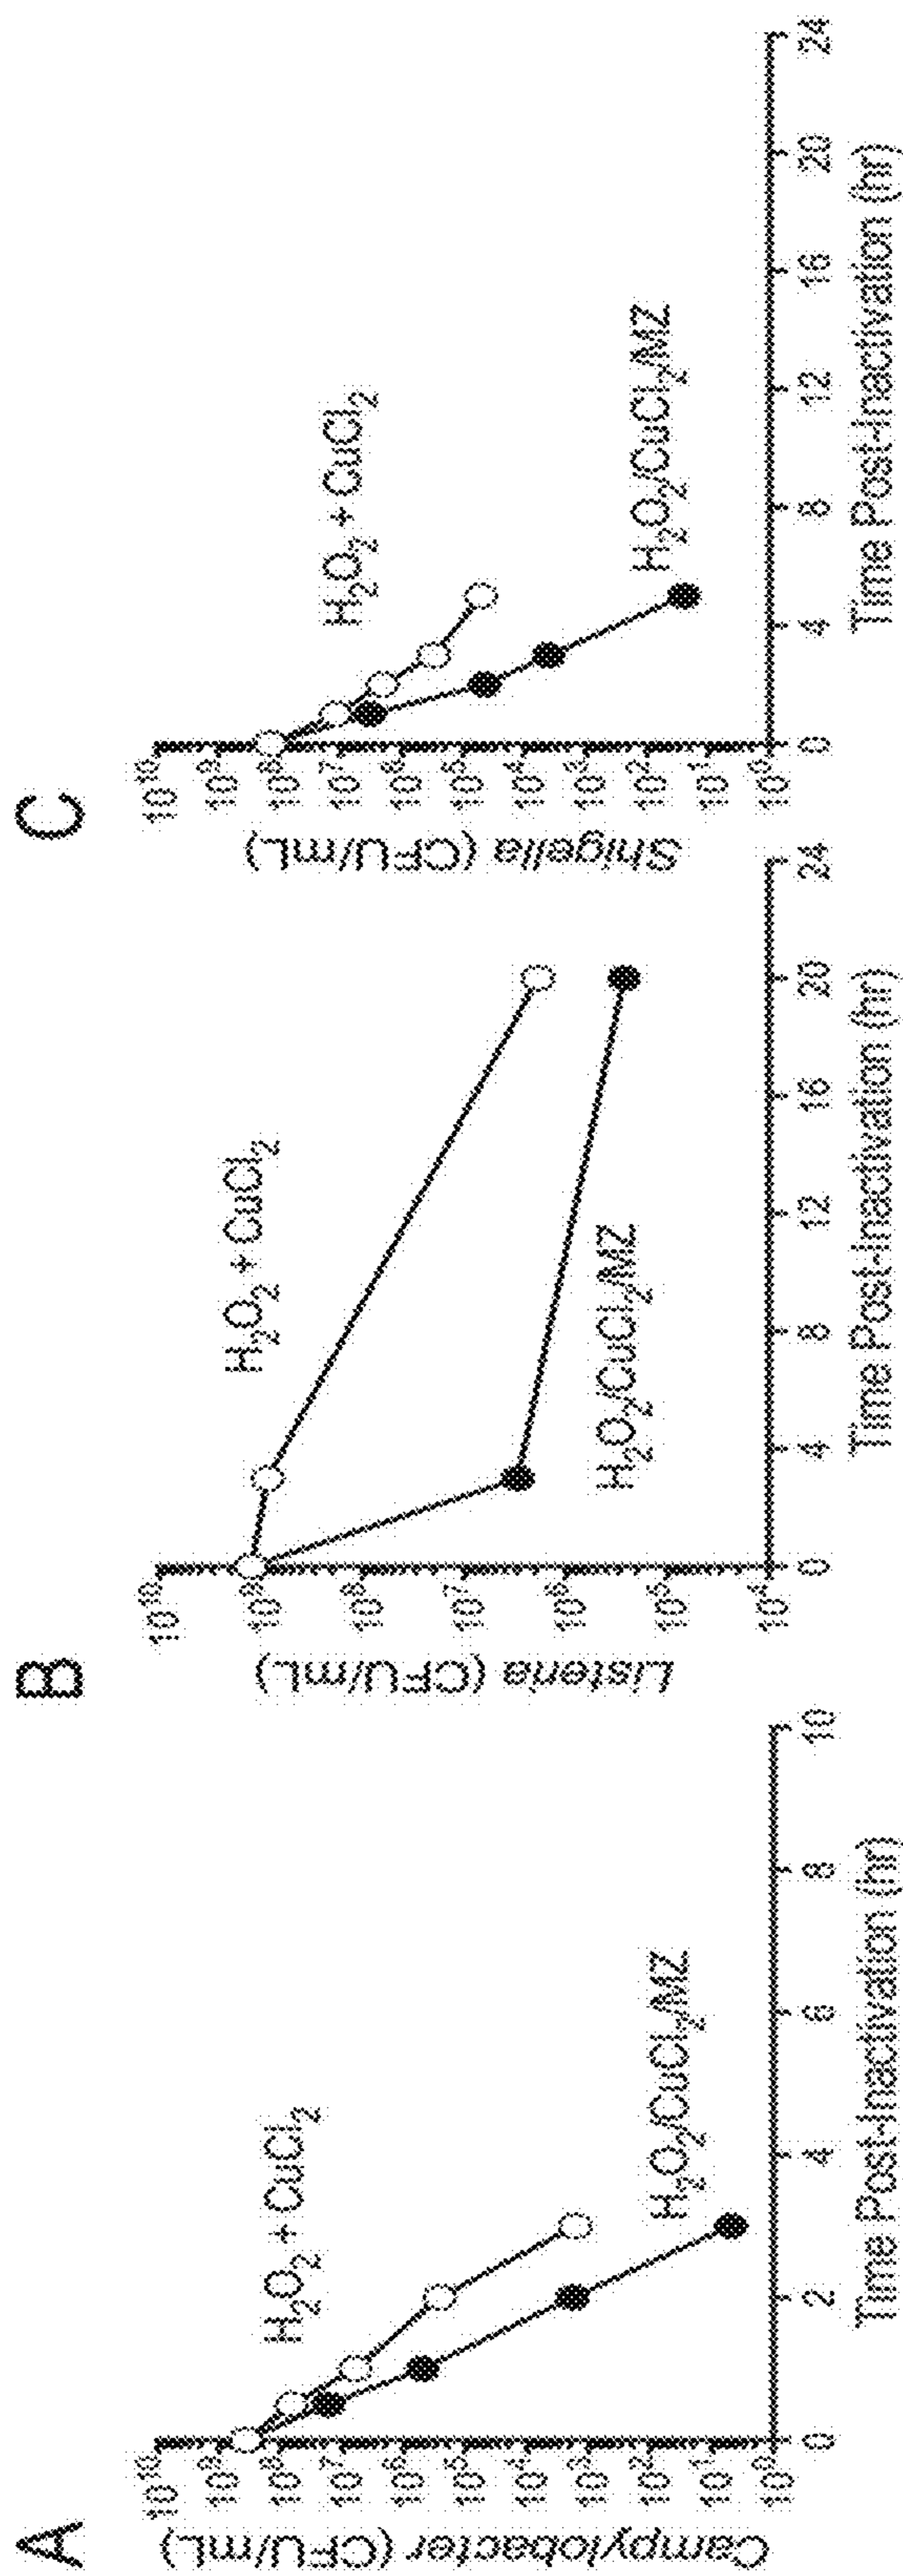 A
Campylobacter (CFU/mL)
10¹⁰
10⁹
10⁸
10⁷
10⁶
10⁵
10⁴
10³
10²
10¹
10⁰
H₂O₂ + CuCl₂
H₂O₂/CuCl₂/MZ
0 2 4 6 8 10
Time Post-Inactivation (hr)
B
Listeria (CFU/mL)
10¹⁰
10⁹
10⁸
10⁷
10⁶
10⁵
10⁴
H₂O₂ + CuCl₂
H₂O₂/CuCl₂/MZ
0 4 8 12 16 20 24
Time Post-Inactivation (hr)
C
Shigella (CFU/mL)
10¹⁰
10⁹
10⁸
10⁷
10⁶
10⁵
10⁴
10³
10²
10¹
10⁰
H₂O₂ + CuCl₂
H₂O₂/CuCl₂/MZ
0 4 8 12 16 20 24
Time Post-Inactivation (hr)